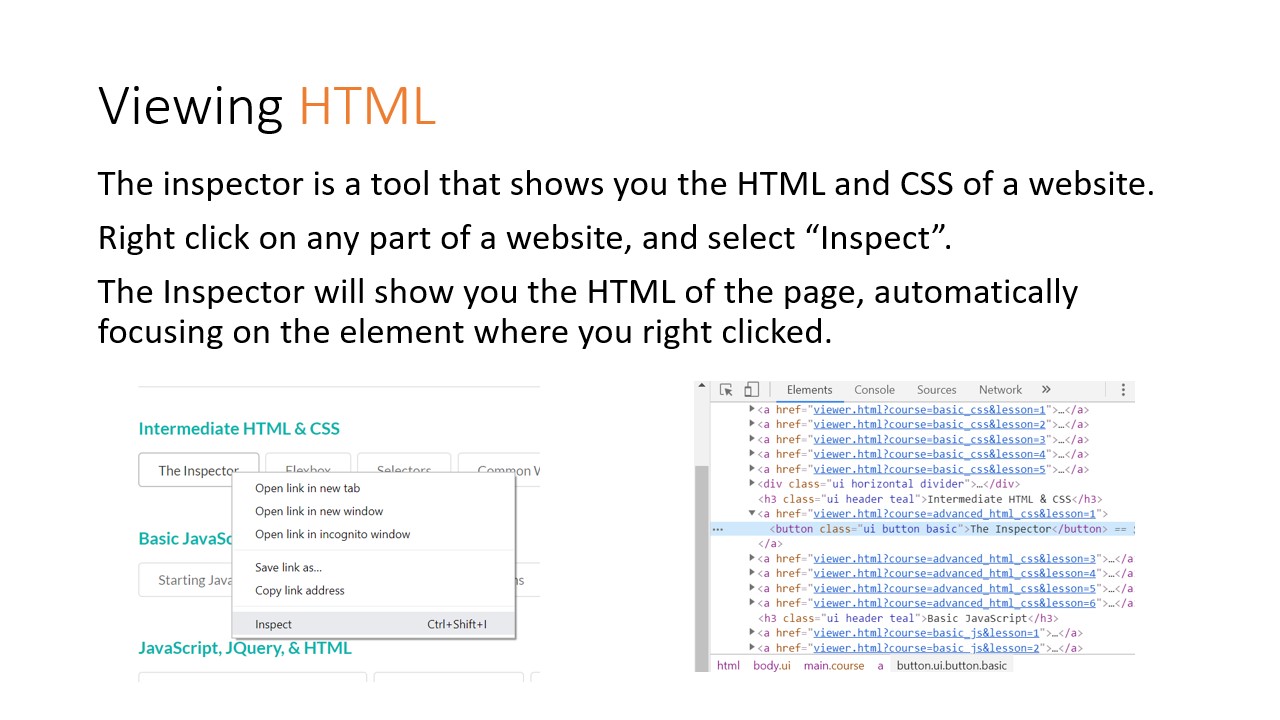 Viewing HTML
The inspector is a tool that shows you the HTML and CSS of a website.
Right click on any part of a website, and select “Inspect”.
The Inspector will show you the HTML of the page, automatically
focusing on the element where you right clicked.
Intermediate HTML & CSS
The Inspector Flexbox Selectors Common W
Open link in new tab
Open link in new window
Open link in incognito window
Basic JavaSc
Save link as...
Starting Java
Copy link address
Inspect Ctrl+Shift+I
JavaScript, JQuery, & HTML
Elements Console Sources Network »
<a href="viewer.html?course=basic_css&lesson=1">…</a>
<a href="viewer.html?course=basic_css&lesson=2">…</a>
<a href="viewer.html?course=basic_css&lesson=3">…</a>
<a href="viewer.html?course=basic_css&lesson=4">…</a>
<a href="viewer.html?course=basic_css&lesson=5">…</a>
<div class="ui horizontal divider">…</div>
<h3 class="ui header teal">Intermediate HTML & CSS</h3>
<a href="viewer.html?course=advanced_html_css&lesson=1">
<button class="ui button basic">The Inspector</button> ==
</a>
<a href="viewer.html?course=advanced_html_css&lesson=3">…</a
<a href="viewer.html?course=advanced_html_css&lesson=4">…</a
<a href="viewer.html?course=advanced_html_css&lesson=5">…</a
<a href="viewer.html?course=advanced_html_css&lesson=6">…</a
<h3 class="ui header teal">Basic JavaScript</h3>
<a href="viewer.html?course=basic_js&lesson=1">…</a>
<a href="viewer.html?course=basic_js&lesson=2">…</a>
html body.ui main.course a button.ui.button.basic